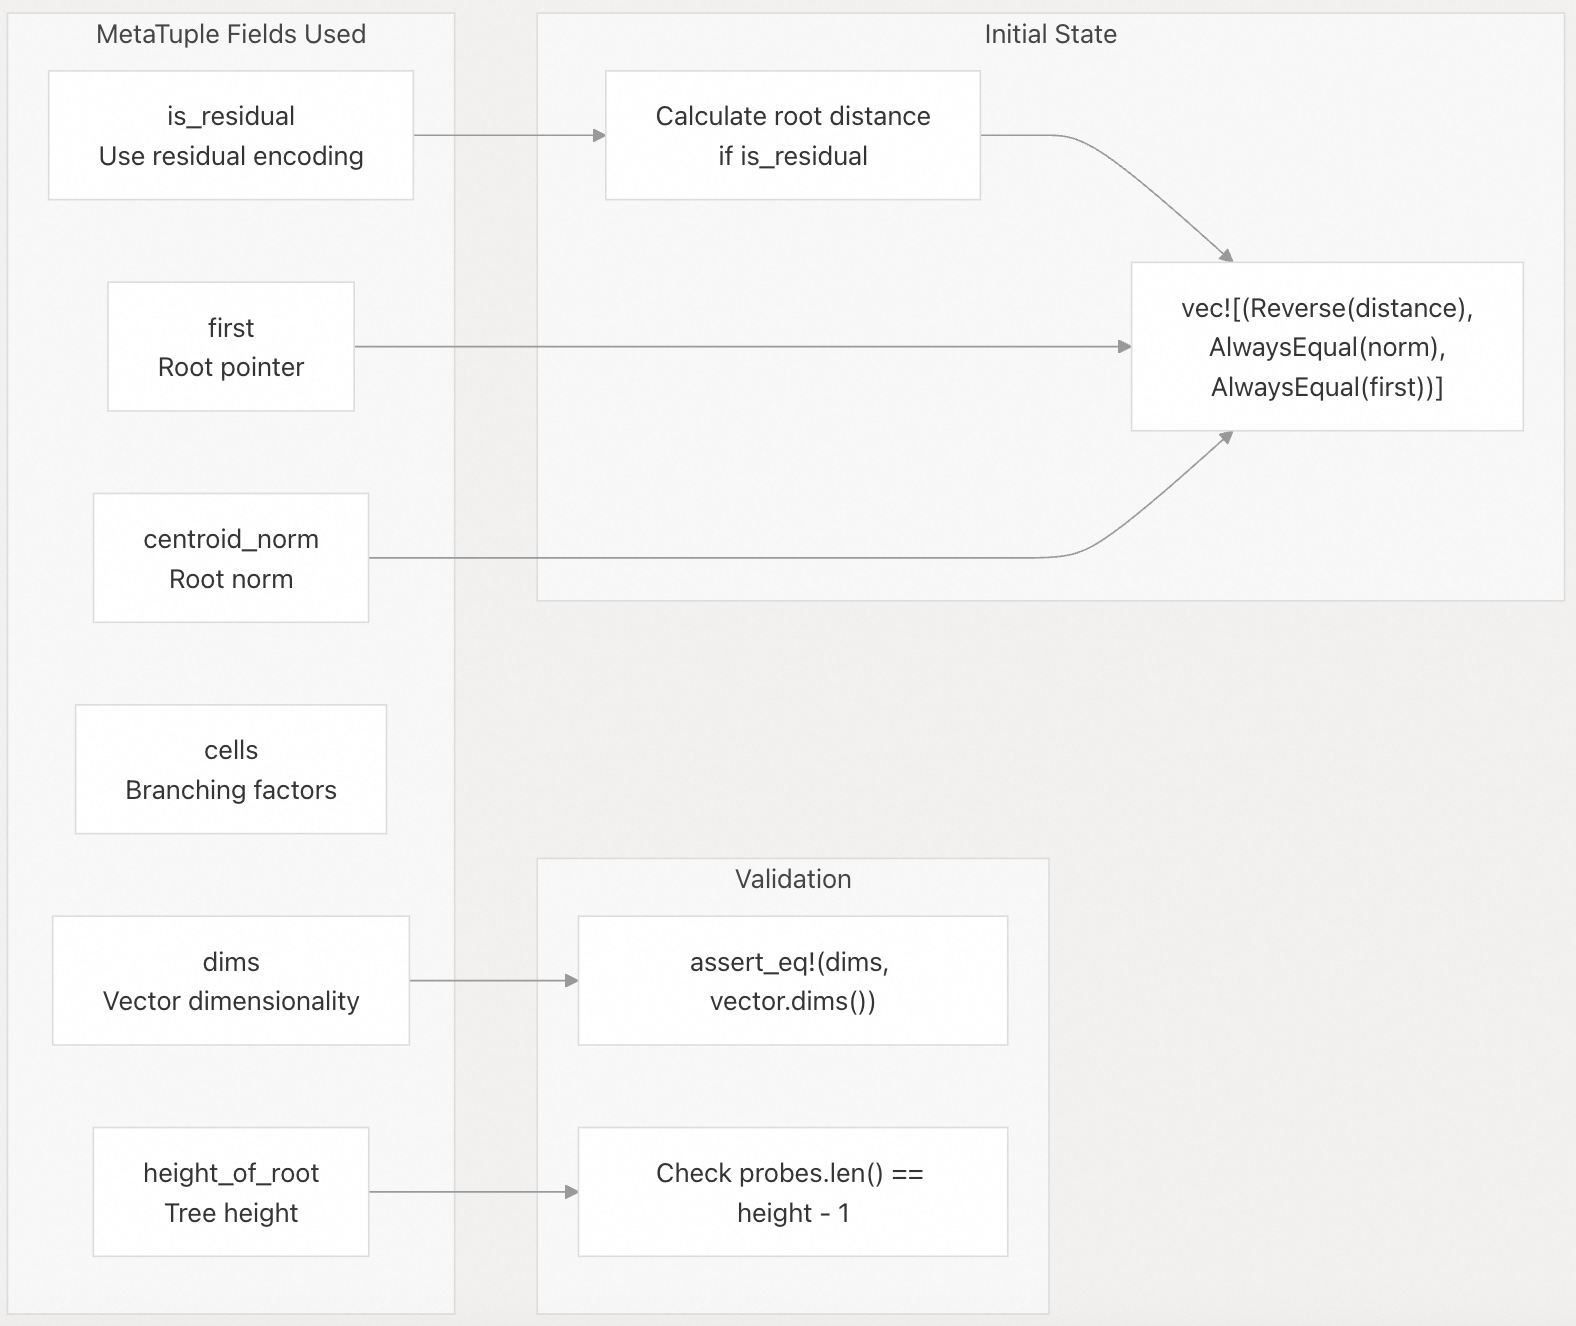 MetaTuple Fields Used
is_residual
Use residual encoding
first
Root pointer
centroid_norm
Root norm
cells
Branching factors
dims
Vector dimensionality
height_of_root
Tree height
Initial State
Calculate root distance
if is_residual
vec![(Reverse(distance),
AlwaysEqual(norm),
AlwaysEqual(first))]
Validation
assert_eq!(dims,
vector.dims())
Check probes.len() ==
height - 1